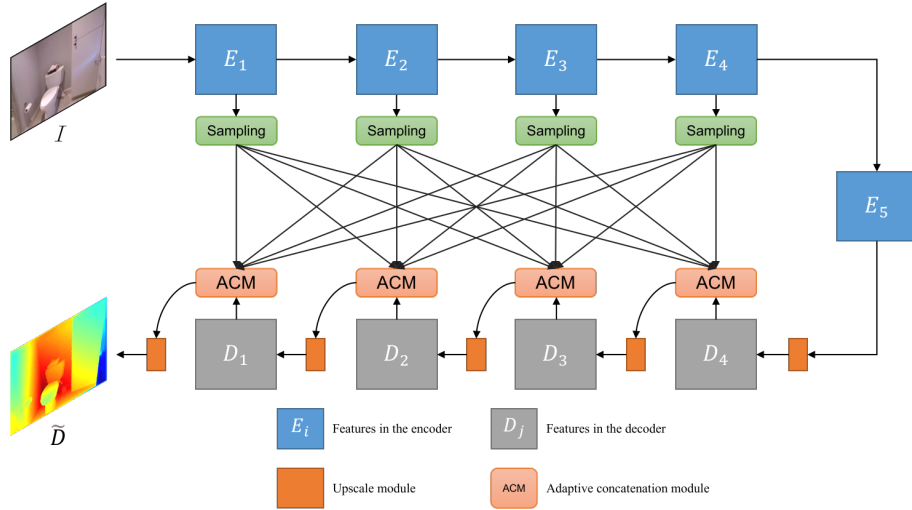 I
E₁
E₂
E₃
E₄
Sampling
Sampling
Sampling
Sampling
E₅
ACM
ACM
ACM
ACM
D₁
D₂
D₃
D₄
D̃
Eᵢ
Features in the encoder
Dⱼ
Features in the decoder
Upscale module
ACM
Adaptive concatenation module